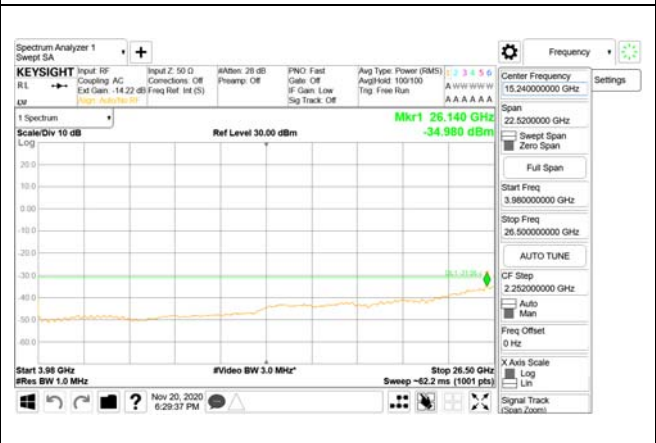 Spectrum Analyzer 1
Swept SA
Frequency
KEYSIGHT
RL
Input: RF
Coupling: AC
Ext Gain: -14.22 dB
Align: Auto/No RF
Input Z: 50 Ω
Corrections: Off
Freq Ref: Int (S)
#Atten: 28 dB
Preamp: Off
PNO: Fast
Gate: Off
IF Gain: Low
Sig Track: Off
Avg Type: Power (RMS)
Avg|Hold: 100/100
Trig: Free Run
1 2 3 4 5 6
A W W W W W
A A A A A A
Center Frequency
15.240000000 GHz
Settings
Span
22.5200000 GHz
Swept Span
Zero Span
Full Span
Start Freq
3.980000000 GHz
Stop Freq
26.500000000 GHz
AUTO TUNE
CF Step
2.252000000 GHz
Auto
Man
Freq Offset
0 Hz
X Axis Scale
Log
Lin
Signal Track
(Span Zoom)
1 Spectrum
Scale/Div 10 dB
Log
Ref Level 30.00 dBm
Mkr1 26.140 GHz
-34.980 dBm
20.0
10.0
0.00
-10.0
-20.0
-30.0
-40.0
-50.0
-60.0
Start 3.98 GHz
#Res BW 1.0 MHz
#Video BW 3.0 MHz*
Stop 26.50 GHz
Sweep ~62.2 ms (1001 pts)
Nov 20, 2020
6:29:37 PM